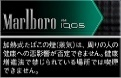 Marlboro
FOR IQOS
加熱式たばこの煙(蒸気)は、周りの人の
健康への悪影響が否定できません。健康
増進法で禁じられている場所では喫煙
できません。